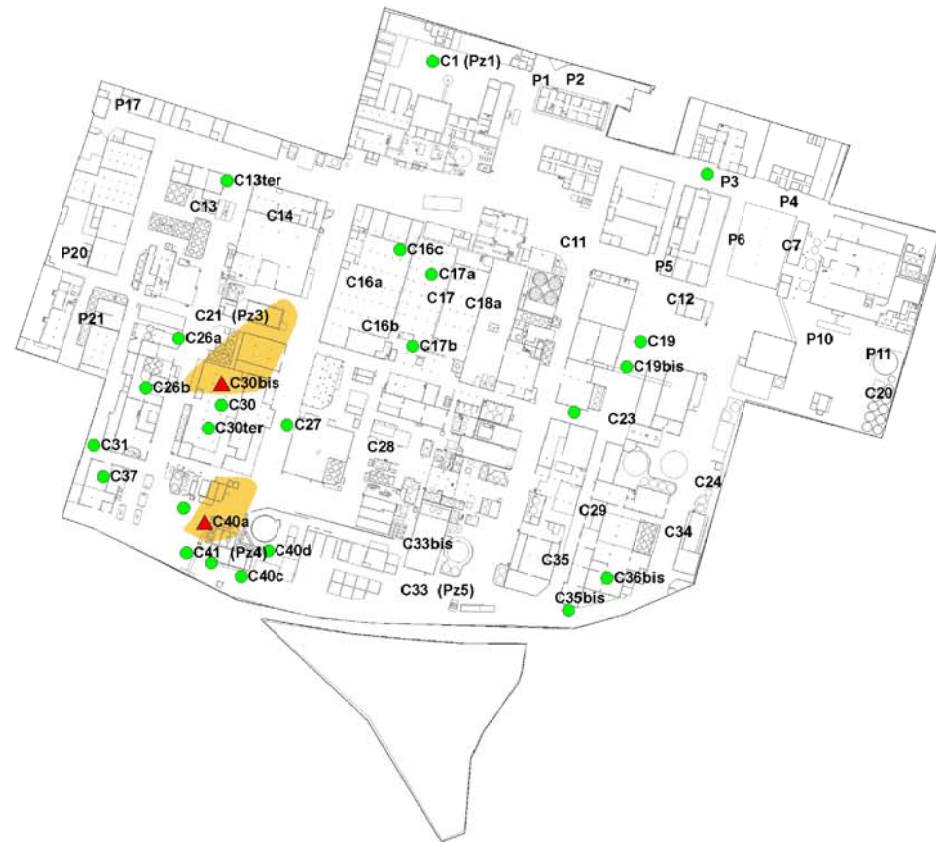 C1 (Pz1)
P1
P2
P17
P3
C13ter
P4
C13
C14
C11
P6
C7
C16c
P20
P5
C17a
C16a
C17
C18a
C12
C21 (Pz3)
P21
C16b
C26a
C19
C17b
P10
P11
C19bis
C30bis
C26b
C20
C30
C23
C27
C30ter
C31
C28
C37
C24
C29
C40a
C34
C33bis
C41 (Pz4)
C40d
C35
C40c
C36bis
C33 (Pz5)
C35bis